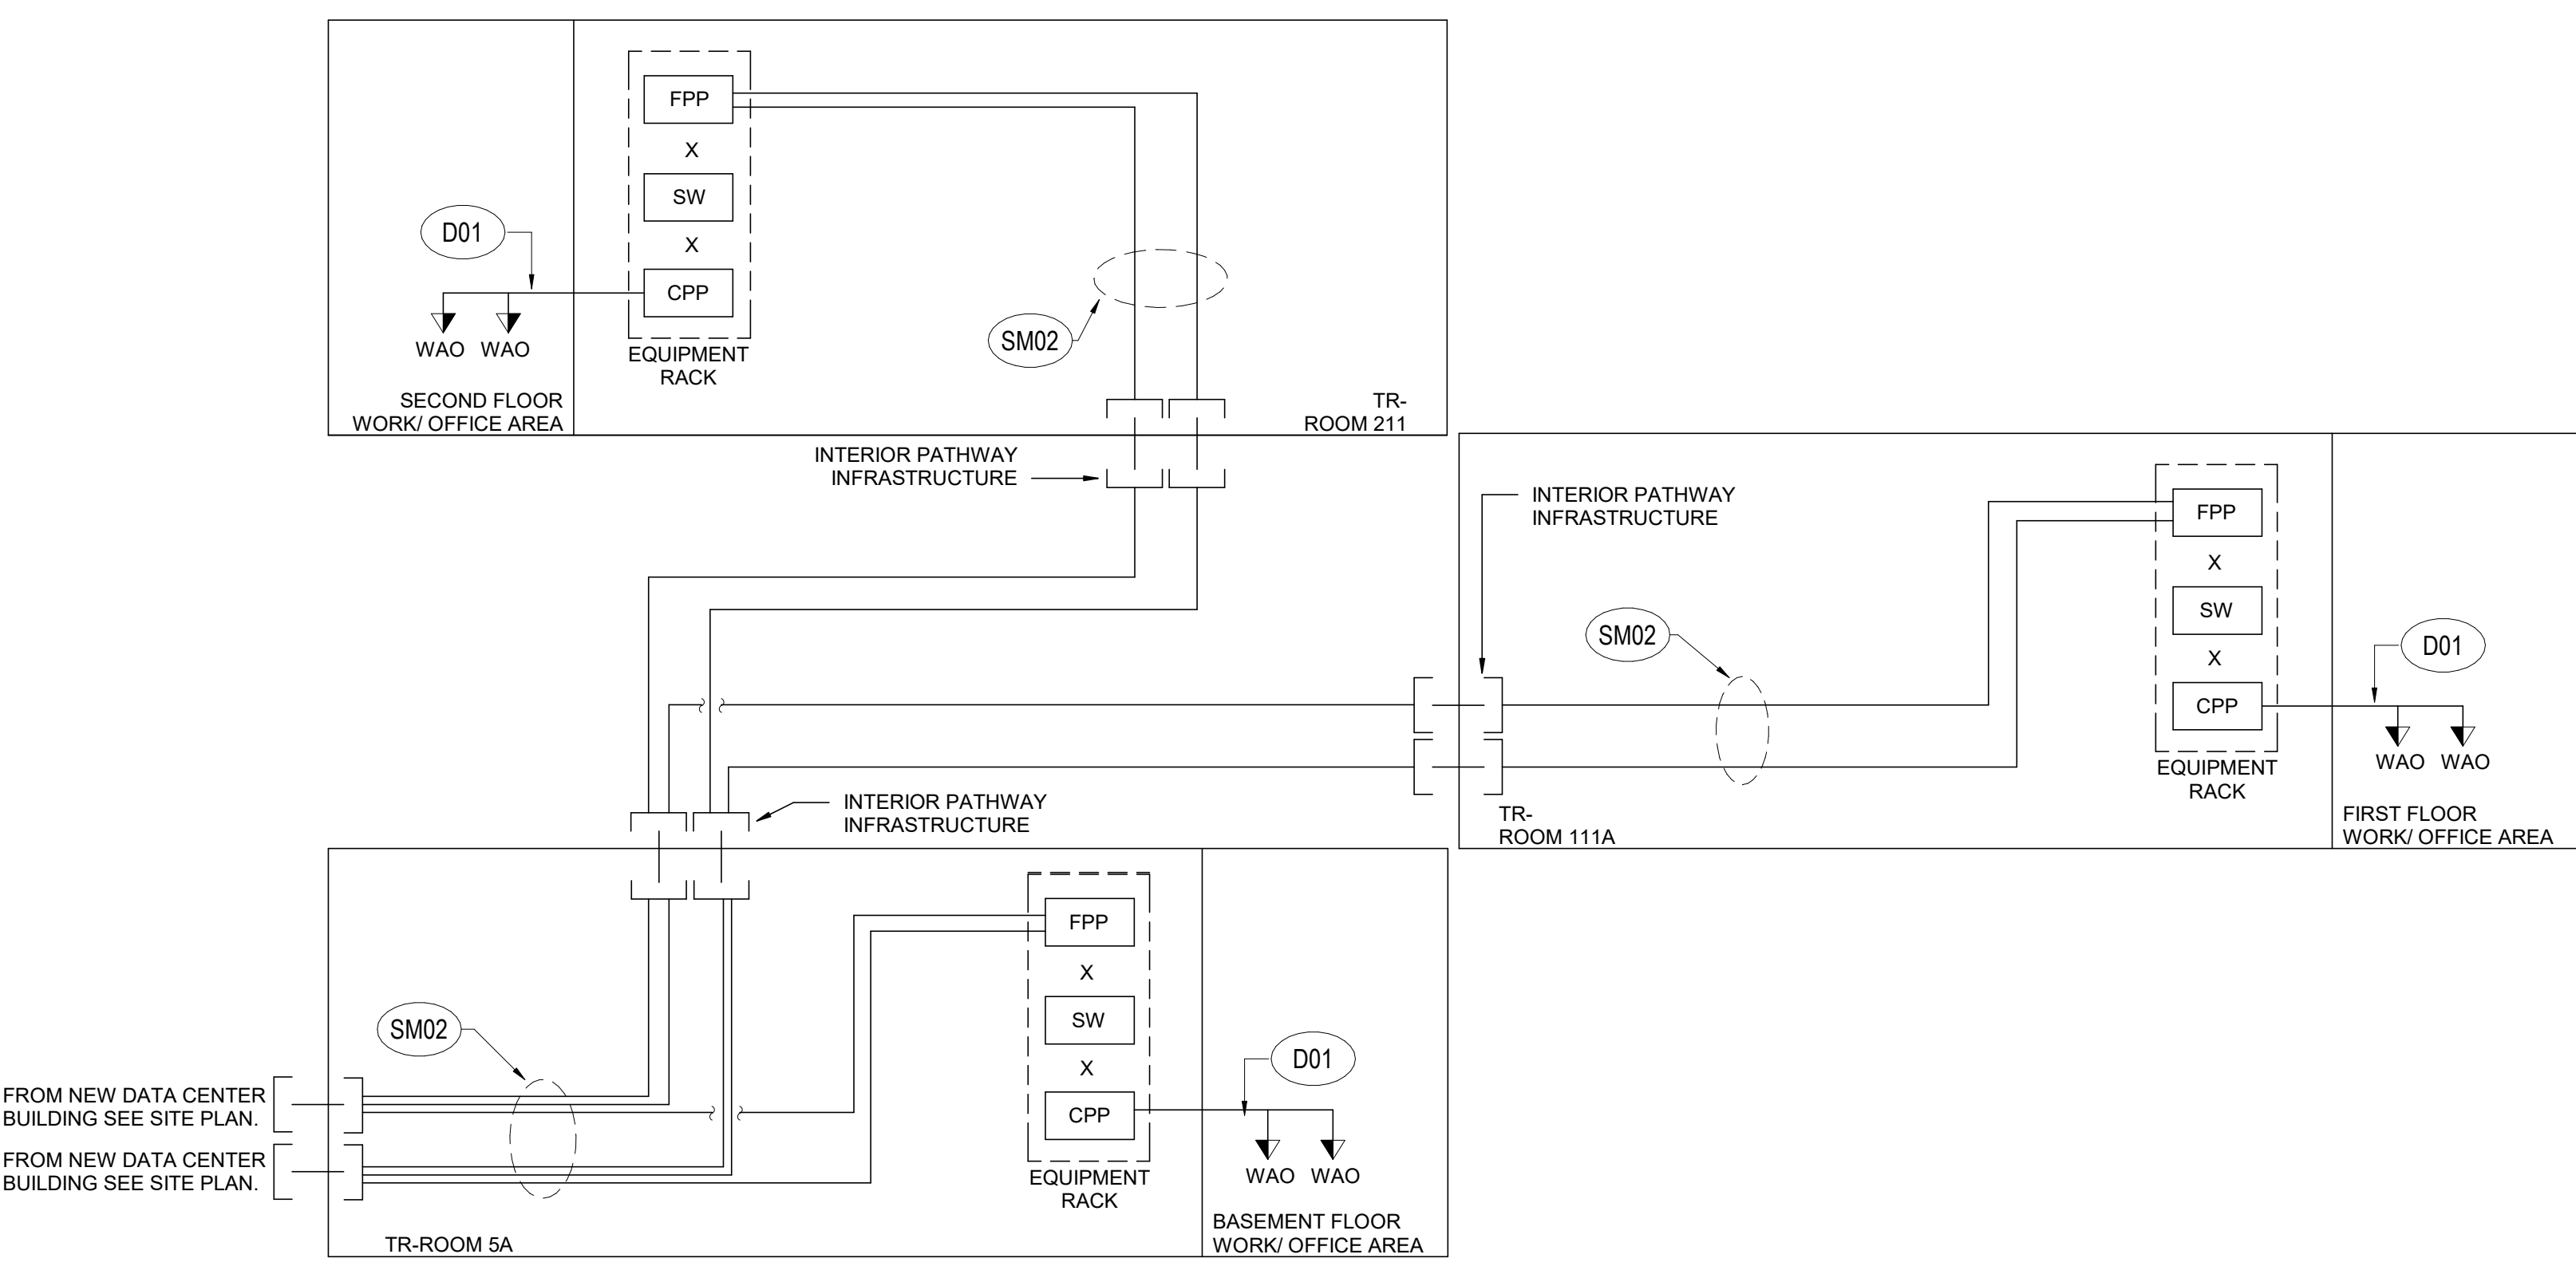 FPP
X
SW
D01
X
CPP
WAO WAO
EQUIPMENT
RACK
SM02
SECOND FLOOR
WORK/ OFFICE AREA
TR-
ROOM 211
INTERIOR PATHWAY
INFRASTRUCTURE
INTERIOR PATHWAY
INFRASTRUCTURE
FPP
X
SW
SM02
X
D01
CPP
WAO WAO
EQUIPMENT
RACK
TR-
ROOM 111A
FIRST FLOOR
WORK/ OFFICE AREA
INTERIOR PATHWAY
INFRASTRUCTURE
FPP
X
SW
SM02
X
D01
CPP
WAO WAO
EQUIPMENT
RACK
FROM NEW DATA CENTER
BUILDING SEE SITE PLAN.
FROM NEW DATA CENTER
BUILDING SEE SITE PLAN.
TR-ROOM 5A
BASEMENT FLOOR
WORK/ OFFICE AREA